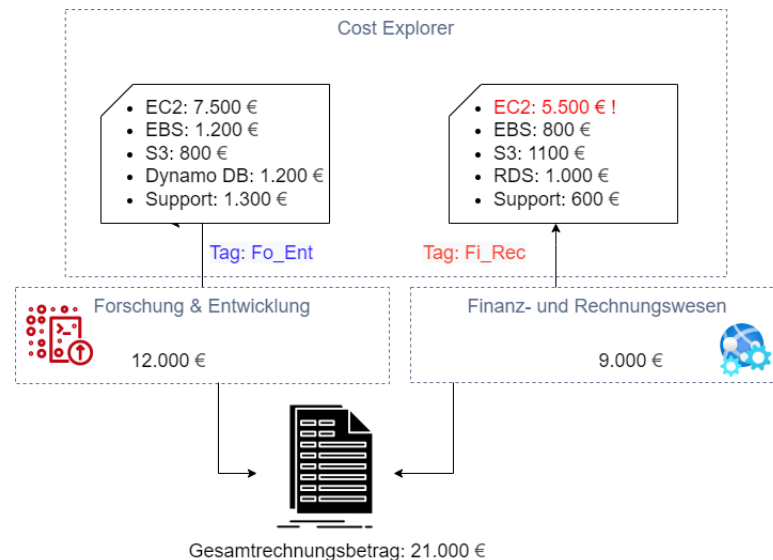 Cost Explorer
EC2: 7.500 €
EBS: 1.200 €
S3: 800 €
Dynamo DB: 1.200 €
Support: 1.300 €
EC2: 5.500 € !
EBS: 800 €
S3: 1100 €
RDS: 1.000 €
Support: 600 €
Tag: Fo_Ent
Tag: Fi_Rec
Forschung & Entwicklung
12.000 €
Finanz- und Rechnungswesen
9.000 €
Gesamtrechnungsbetrag: 21.000 €